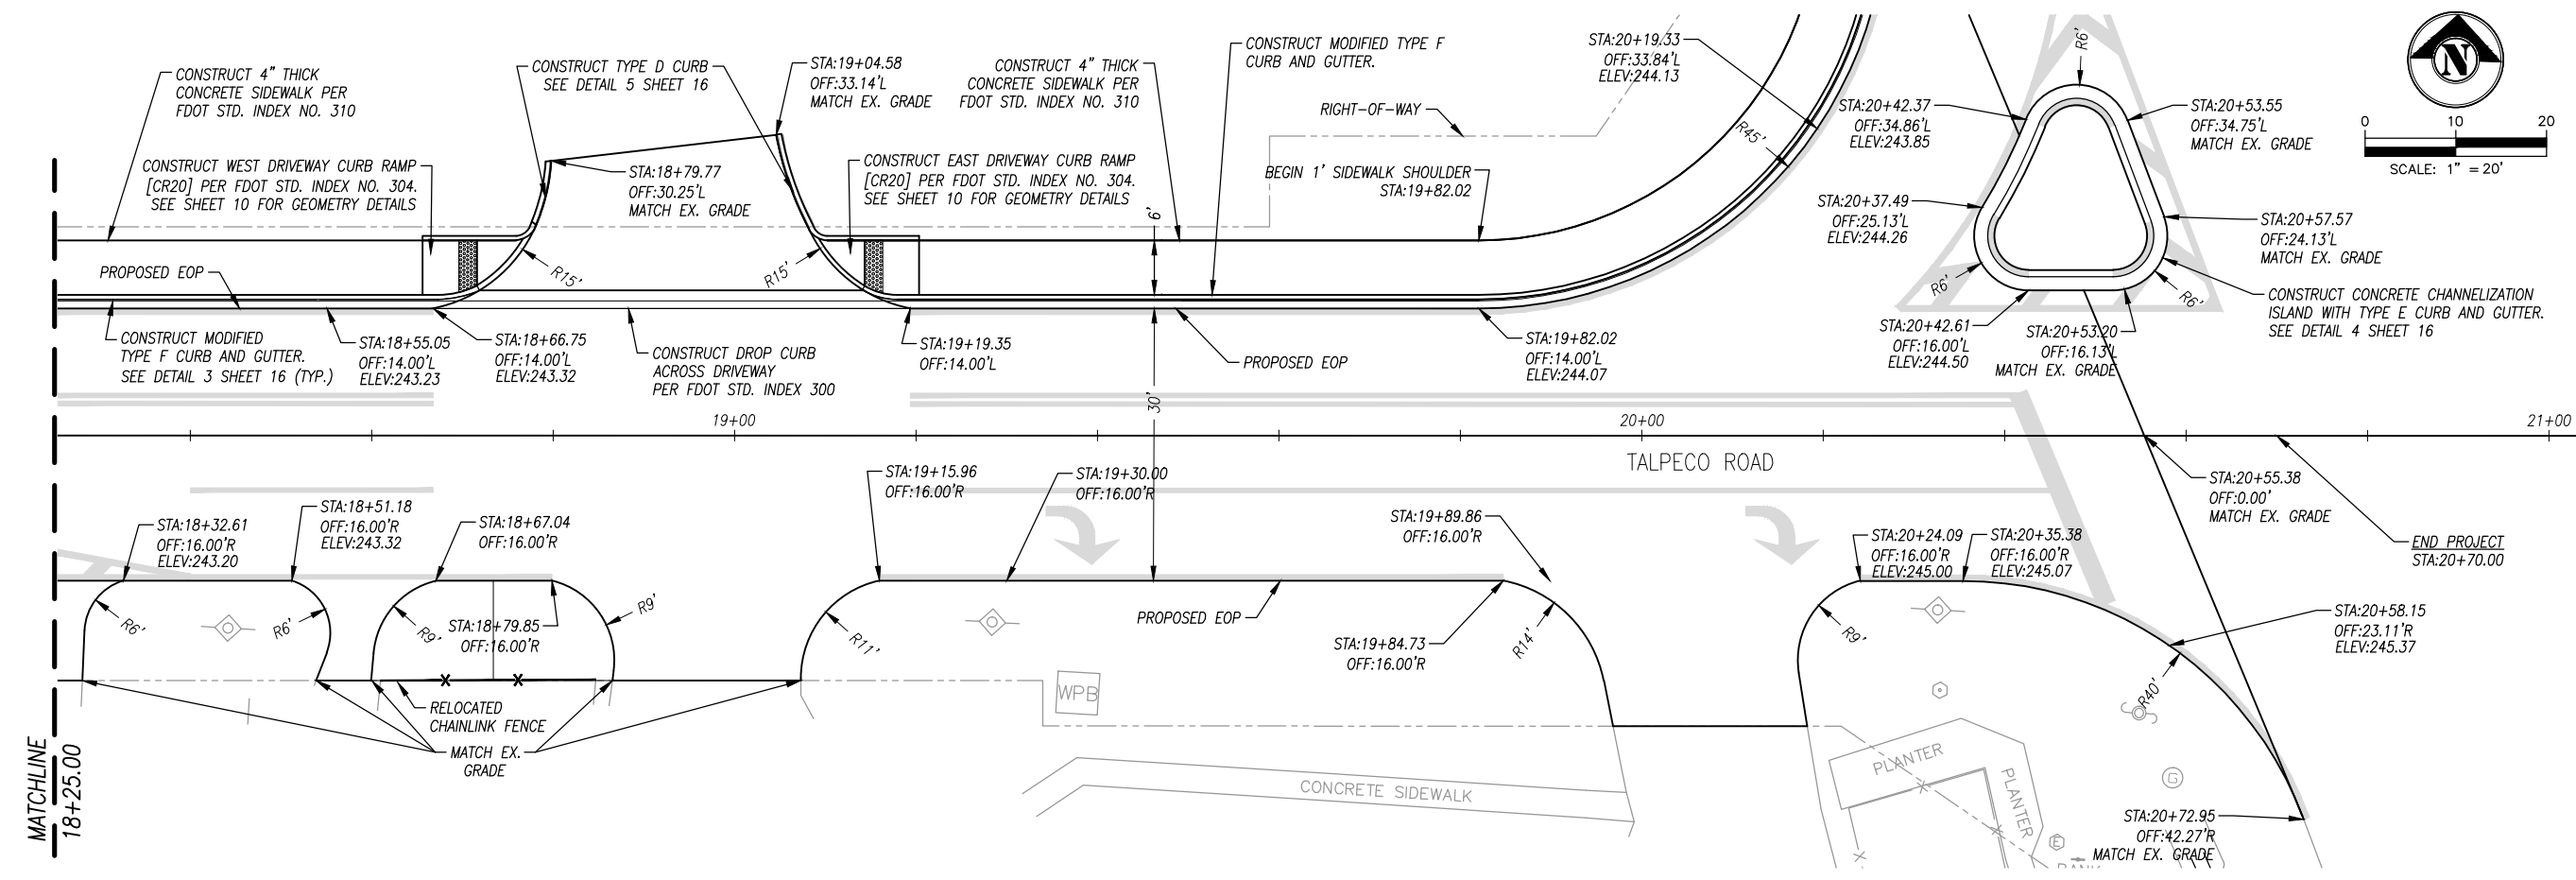 CONSTRUCT 4" THICK
CONCRETE SIDEWALK PER
FDOT STD. INDEX NO. 310
CONSTRUCT WEST DRIVEWAY CURB RAMP
[CR20] PER FDOT STD. INDEX NO. 304.
SEE SHEET 10 FOR GEOMETRY DETAILS
PROPOSED EOP
CONSTRUCT MODIFIED
TYPE F CURB AND GUTTER.
SEE DETAIL 3 SHEET 16 (TYP.)
STA:18+55.05
OFF:14.00'L
ELEV:243.23
STA:18+66.75
OFF:14.00'L
ELEV:243.32
CONSTRUCT TYPE D CURB
SEE DETAIL 5 SHEET 16
STA:19+04.58
OFF:33.14'L
MATCH EX. GRADE
STA:18+79.77
OFF:30.25'L
MATCH EX. GRADE
R15'
R15'
CONSTRUCT DROP CURB
ACROSS DRIVEWAY
PER FDOT STD. INDEX 300
CONSTRUCT EAST DRIVEWAY CURB RAMP
[CR20] PER FDOT STD. INDEX NO. 304.
SEE SHEET 10 FOR GEOMETRY DETAILS
STA:19+19.35
OFF:14.00'L
CONSTRUCT 4" THICK
CONCRETE SIDEWALK PER
FDOT STD. INDEX NO. 310
CONSTRUCT MODIFIED TYPE F
CURB AND GUTTER.
RIGHT-OF-WAY
BEGIN 1' SIDEWALK SHOULDER
STA:19+82.02
6'
30'
PROPOSED EOP
STA:19+82.02
OFF:14.00'L
ELEV:244.07
STA:20+19.33
OFF:33.84'L
ELEV:244.13
R45'
STA:20+42.37
OFF:34.86'L
ELEV:243.85
R6'
STA:20+53.55
OFF:34.75'L
MATCH EX. GRADE
STA:20+37.49
OFF:25.13'L
ELEV:244.26
STA:20+57.57
OFF:24.13'L
MATCH EX. GRADE
R6'
R6'
STA:20+42.61
OFF:16.00'L
ELEV:244.50
STA:20+53.20
OFF:16.13'L
MATCH EX. GRADE
CONSTRUCT CONCRETE CHANNELIZATION
ISLAND WITH TYPE E CURB AND GUTTER.
SEE DETAIL 4 SHEET 16
N
0 10 20
SCALE: 1" = 20'
19+00
20+00
21+00
TALPECO ROAD
STA:20+55.38
OFF:0.00'
MATCH EX. GRADE
END PROJECT
STA:20+70.00
STA:18+32.61
OFF:16.00'R
ELEV:243.20
STA:18+51.18
OFF:16.00'R
ELEV:243.32
STA:18+67.04
OFF:16.00'R
STA:18+79.85
OFF:16.00'R
R6'
R6'
R9'
R9'
STA:19+15.96
OFF:16.00'R
STA:19+30.00
OFF:16.00'R
R11'
PROPOSED EOP
STA:19+89.86
OFF:16.00'R
STA:19+84.73
OFF:16.00'R
R14'
STA:20+24.09
OFF:16.00'R
ELEV:245.00
STA:20+35.38
OFF:16.00'R
ELEV:245.07
R9'
STA:20+58.15
OFF:23.11'R
ELEV:245.37
R40'
RELOCATED
CHAINLINK FENCE
MATCH EX.
GRADE
WPB
CONCRETE SIDEWALK
PLANTER
PLANTER
G
E
STA:20+72.95
OFF:42.27'R
MATCH EX. GRADE
MATCHLINE
18+25.00